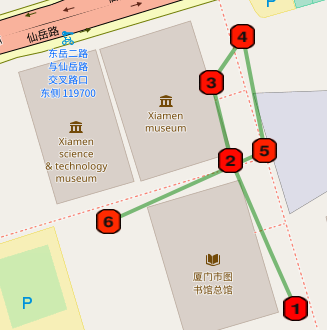 P
仙岳路
东岳二路
与仙岳路
交叉路口
东侧 119700
4
3
Xiamen
museum
Xiamen
science
& technology
museum
5
2
6
厦门市图
书馆总馆
P
1